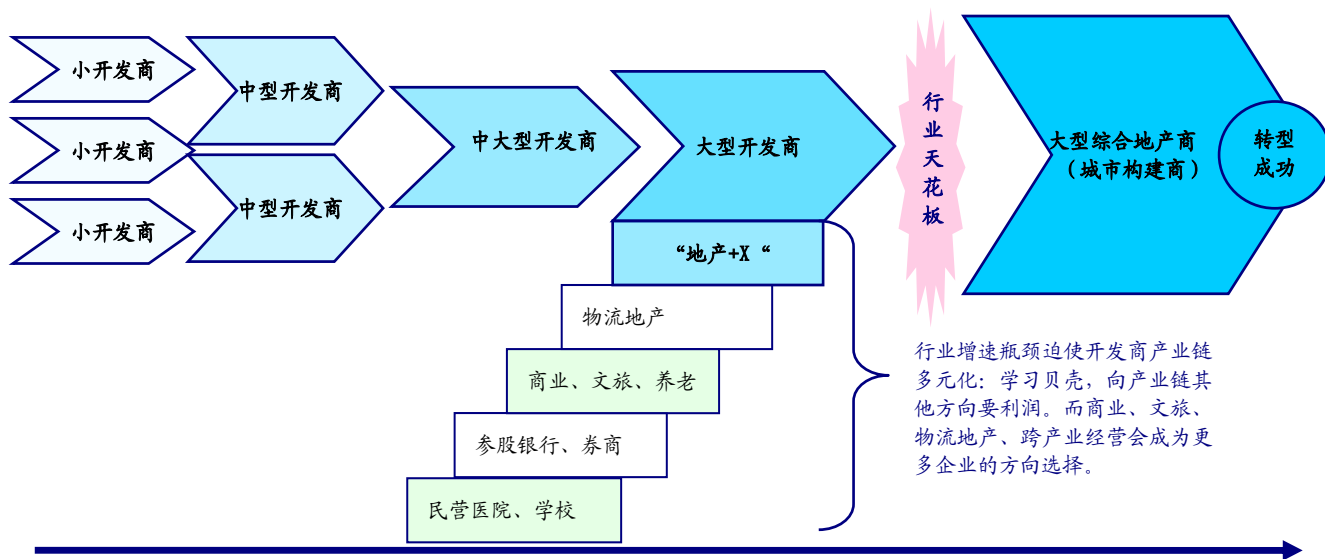 小开发商
小开发商
小开发商
中型开发商
中型开发商
中大型开发商
大型开发商
行业天花板
大型综合地产商
（城市构建商）
转型
成功
“地产+X “
物流地产
商业、文旅、养老
参股银行、券商
民营医院、学校
行业增速瓶颈迫使开发商产业链
多元化：学习贝壳，向产业链其
他方向要利润。而商业、文旅、
物流地产、跨产业经营会成为更
多企业的方向选择。